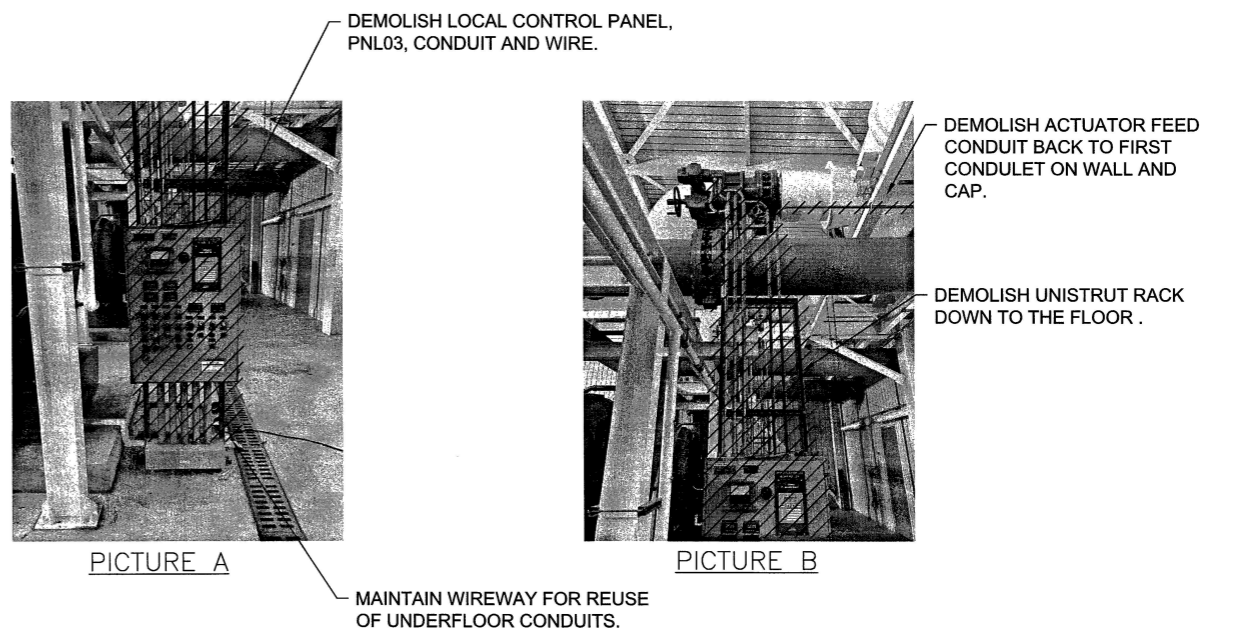 DEMOLISH LOCAL CONTROL PANEL,
PNL03, CONDUIT AND WIRE.
DEMOLISH ACTUATOR FEED
CONDUIT BACK TO FIRST
CONDULET ON WALL AND
CAP.
DEMOLISH UNISTRUT RACK
DOWN TO THE FLOOR .
PICTURE A
PICTURE B
MAINTAIN WIREWAY FOR REUSE
OF UNDERFLOOR CONDUITS.